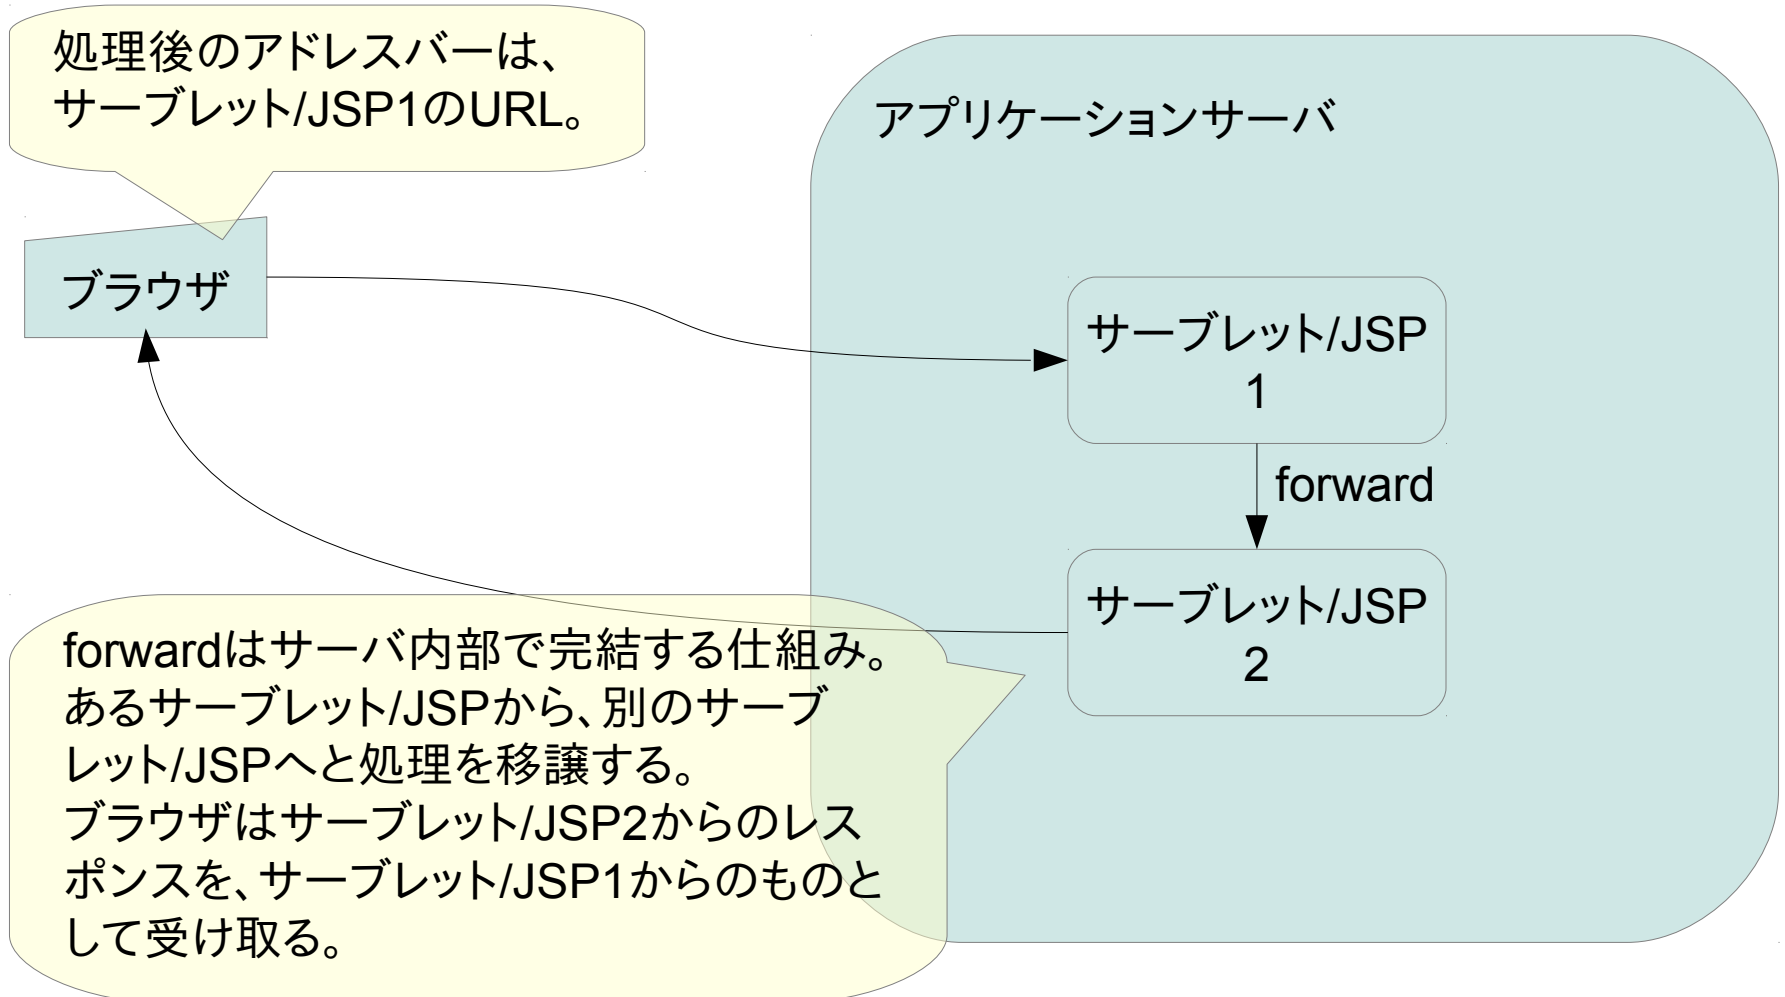 処理後のアドレスバーは、
サーブレット/JSP1のURL。
アプリケーションサーバ
ブラウザ
サーブレット/JSP
1
forward
サーブレット/JSP
2
forwardはサーバ内部で完結する仕組み。
あるサーブレット/JSPから、別のサーブ
レット/JSPへと処理を移譲する。
ブラウザはサーブレット/JSP2からのレス
ポンスを、サーブレット/JSP1からのものと
して受け取る。